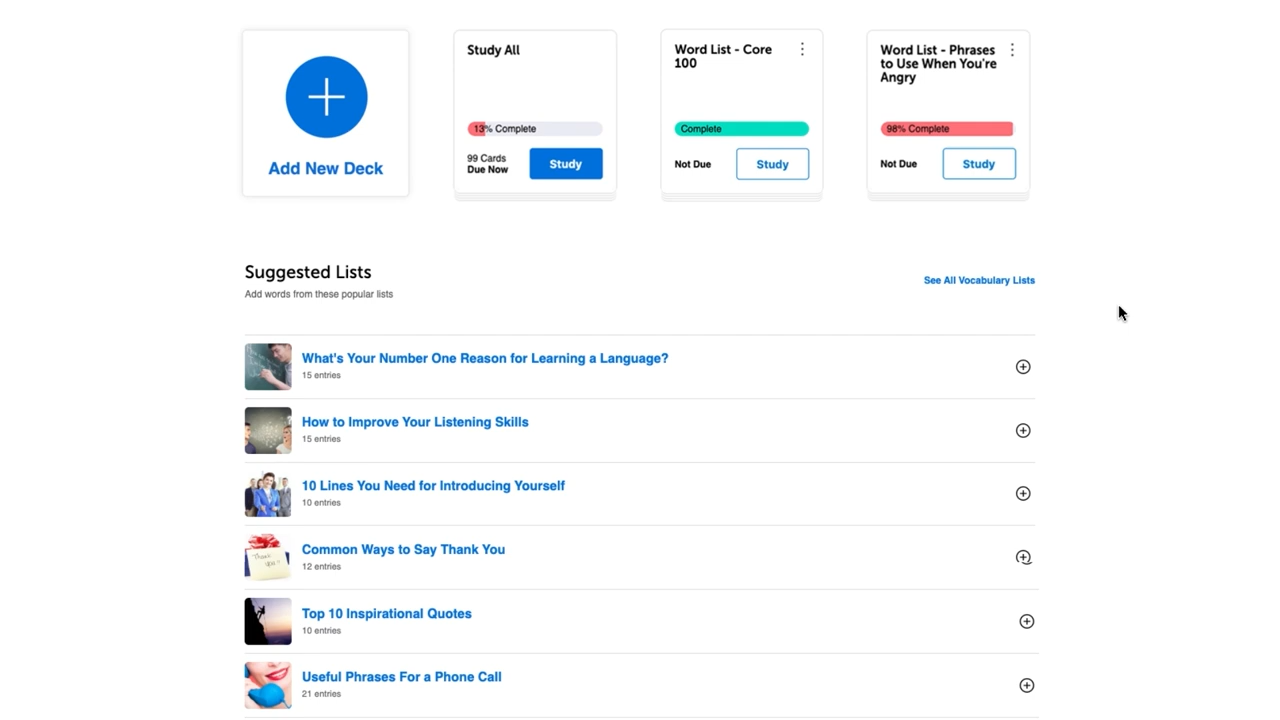 Add New Deck
Study All
13% Complete
99 Cards
Due Now
Study
Word List - Core
100
Complete
Not Due
Study
Word List - Phrases
to Use When You're
Angry
98% Complete
Not Due
Study
Suggested Lists
See All Vocabulary Lists
Add words from these popular lists
What's Your Number One Reason for Learning a Language?
15 entries
How to Improve Your Listening Skills
15 entries
10 Lines You Need for Introducing Yourself
10 entries
Common Ways to Say Thank You
12 entries
Thank
you!!
Top 10 Inspirational Quotes
10 entries
Useful Phrases For a Phone Call
21 entries